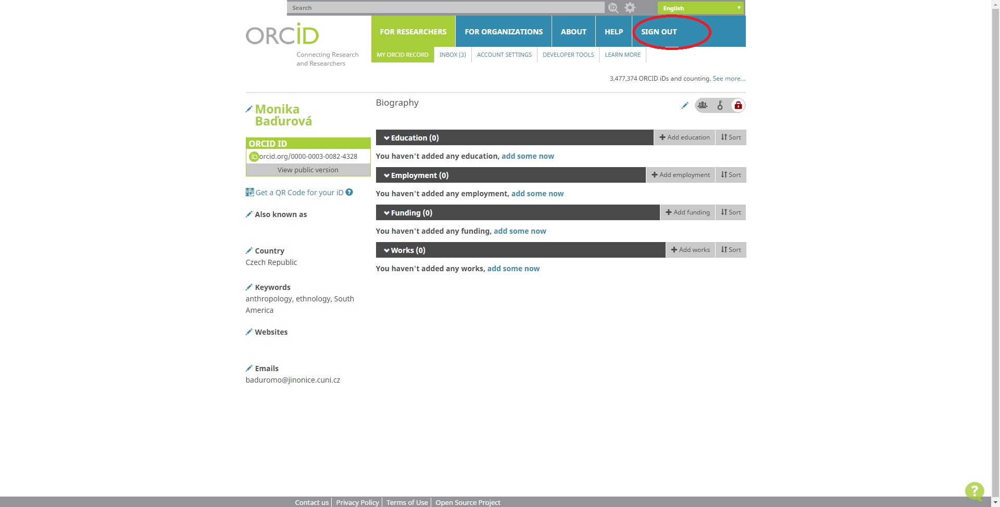 Search
English
ORCiD
Connecting Research
and Researchers
FOR RESEARCHERS
FOR ORGANIZATIONS
ABOUT
HELP
SIGN OUT
MY ORCID RECORD
INBOX (3)
ACCOUNT SETTINGS
DEVELOPER TOOLS
LEARN MORE
3,477,374 ORCID iDs and counting. See more...
Monika
Baďurová
ORCID ID
iD orcid.org/0000-0003-0082-4328
View public version
Get a QR Code for your iD ?
Also known as
Country
Czech Republic
Keywords
anthropology, ethnology, South
America
Websites
Emails
baduromo@jinonice.cuni.cz
Biography
Education (0)
Add education
Sort
You haven't added any education, add some now
Employment (0)
Add employment
Sort
You haven't added any employment, add some now
Funding (0)
Add funding
Sort
You haven't added any funding, add some now
Works (0)
Add works
Sort
You haven't added any works, add some now
?
Contact us
Privacy Policy
Terms of Use
Open Source Project